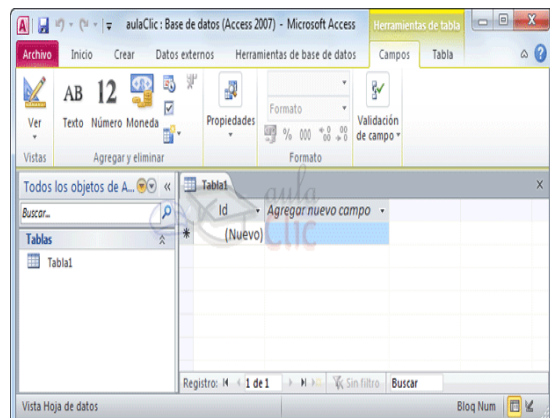 aulaClic : Base de datos (Access 2007) - Microsoft Access
Herramientas de tabla
Archivo Inicio Crear Datos externos Herramientas de base de datos Campos Tabla
Ver
AB Texto
12 Número
Moneda
Propiedades
Formato
% 000
Validación de campo
Vistas Agregar y eliminar Formato
Todos los objetos de A...
Buscar...
Tablas
Tabla1
Tabla1
Id Agregar nuevo campo
* (Nuevo)
aula
Clic
Registro: 1 de 1 Sin filtro Buscar
Vista Hoja de datos Bloq Num